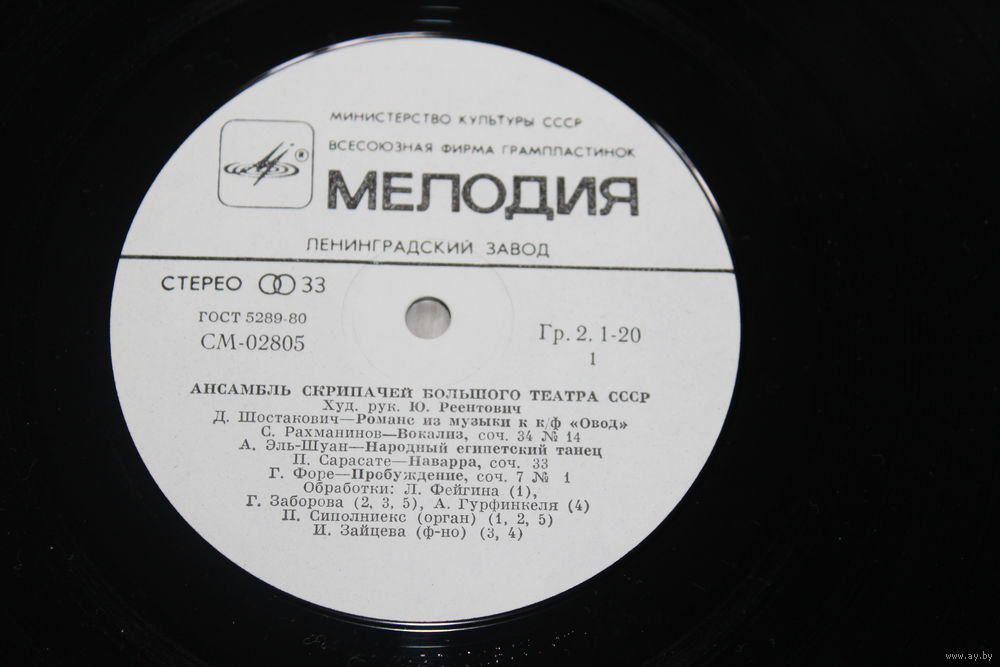 МИНИСТЕРСТВО КУЛЬТУРЫ СССР
ВСЕСОЮЗНАЯ ФИРМА ГРАМПЛАСТИНОК
®
МЕЛОДИЯ
ЛЕНИНГРАДСКИЙ ЗАВОД
СТЕРЕО 33
ГОСТ 5289-80
СМ-02805
Гр. 2. 1-20
1
АНСАМБЛЬ СКРИПАЧЕЙ БОЛЬШОГО ТЕАТРА СССР
Худ. рук. Ю. Реентович
Д. Шостакович—Романс из музыки к к/ф «Овод»
С. Рахманинов—Вокализ, соч. 34 № 14
А. Эль-Шуан—Народный египетский танец
П. Сарасате—Наварра, соч. 33
Г. Форе—Пробуждение, соч. 7 № 1
Обработки: Л. Фейгина (1),
Г. Заборова (2, 3, 5), А. Гурфинкеля (4)
П. Сиполниекс (орган) (1, 2, 5)
И. Зайцева (ф-но) (3, 4)
www.ay.by